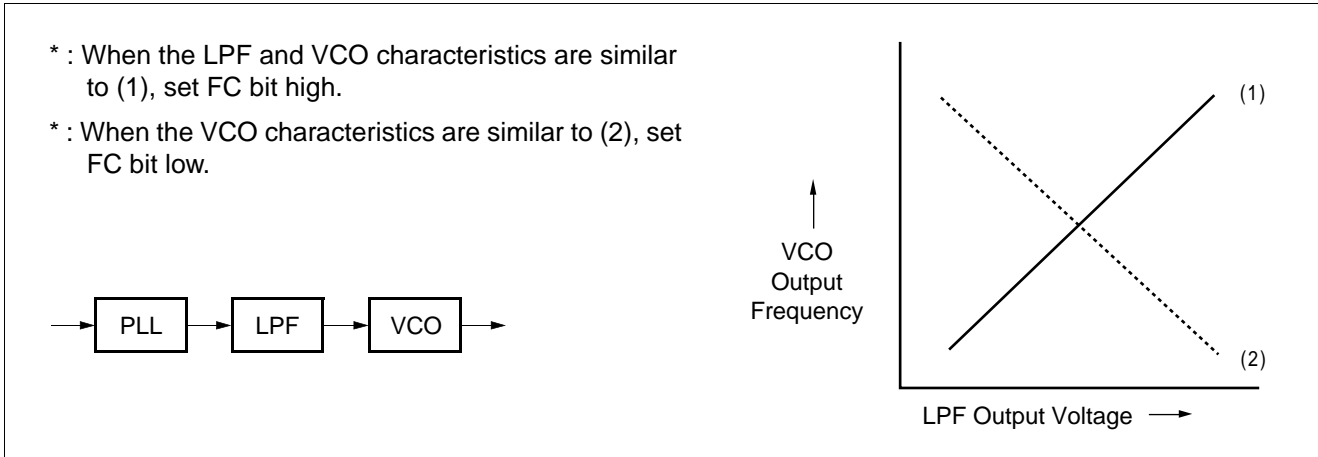 * : When the LPF and VCO characteristics are similar
to (1), set FC bit high.
* : When the VCO characteristics are similar to (2), set
FC bit low.
PLL
LPF
VCO
VCO
Output
Frequency
(1)
(2)
LPF Output Voltage